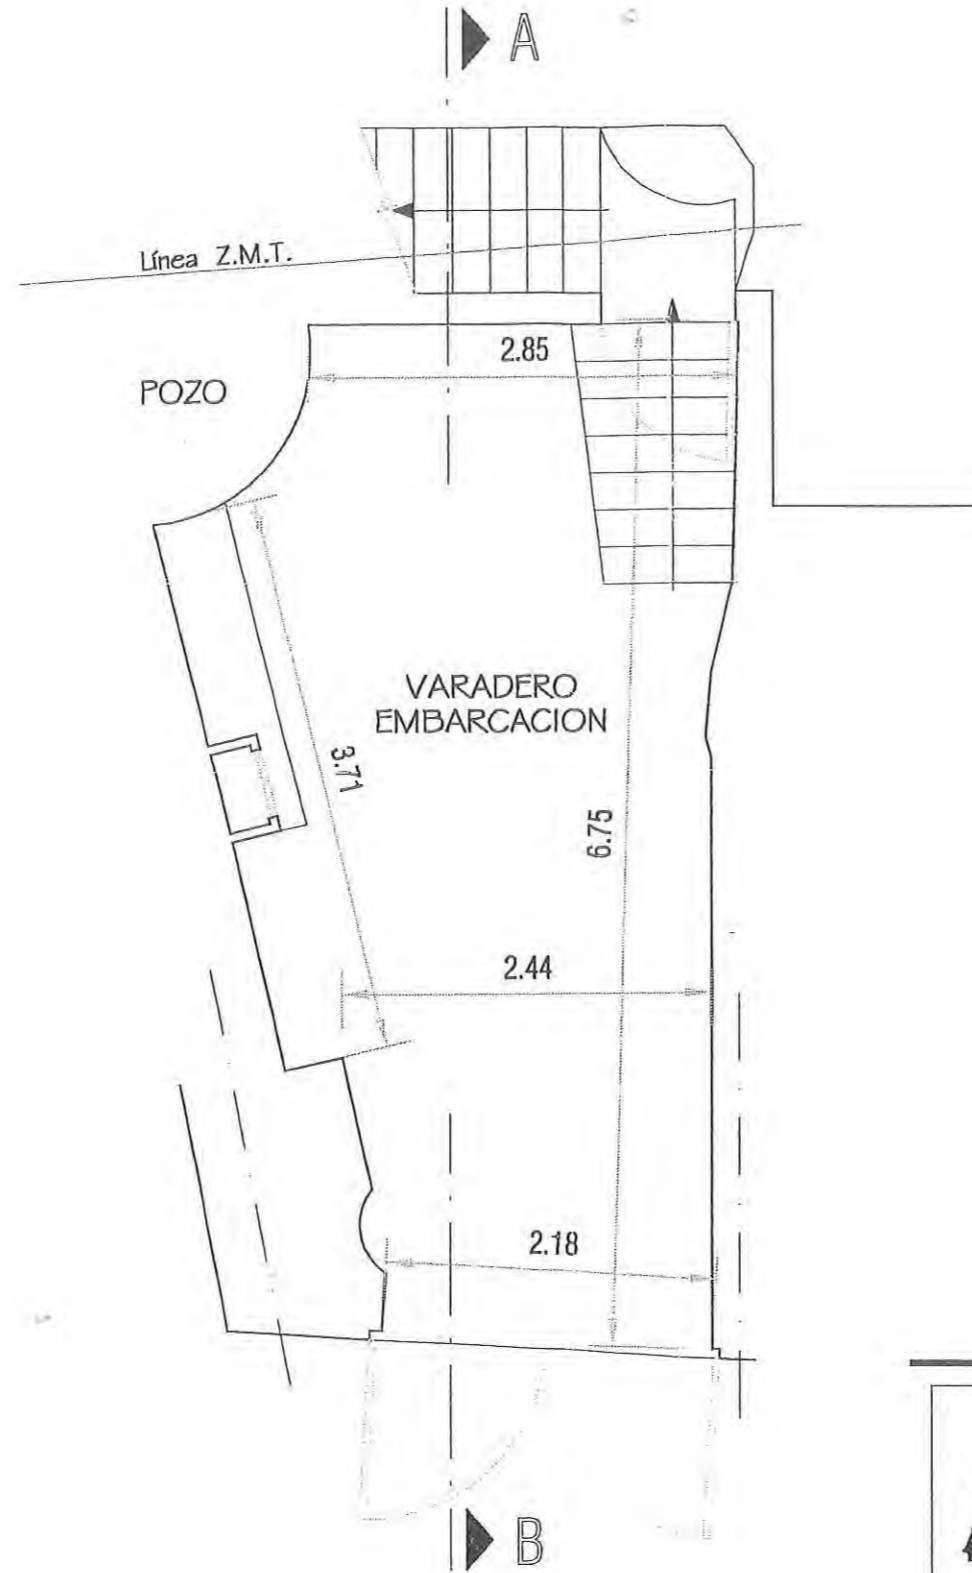 A
Línea Z.M.T.
2.85
POZO
VARADERO
EMBARCACION
3.71
6.75
2.44
2.18
B